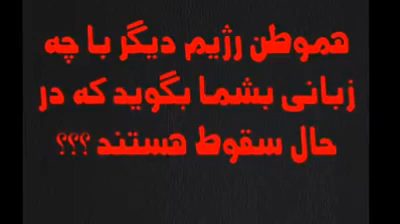 هموطن رژیم دیگر با چه
زبانی بشما بگوید که در
حال سقوط هستند ؟؟؟